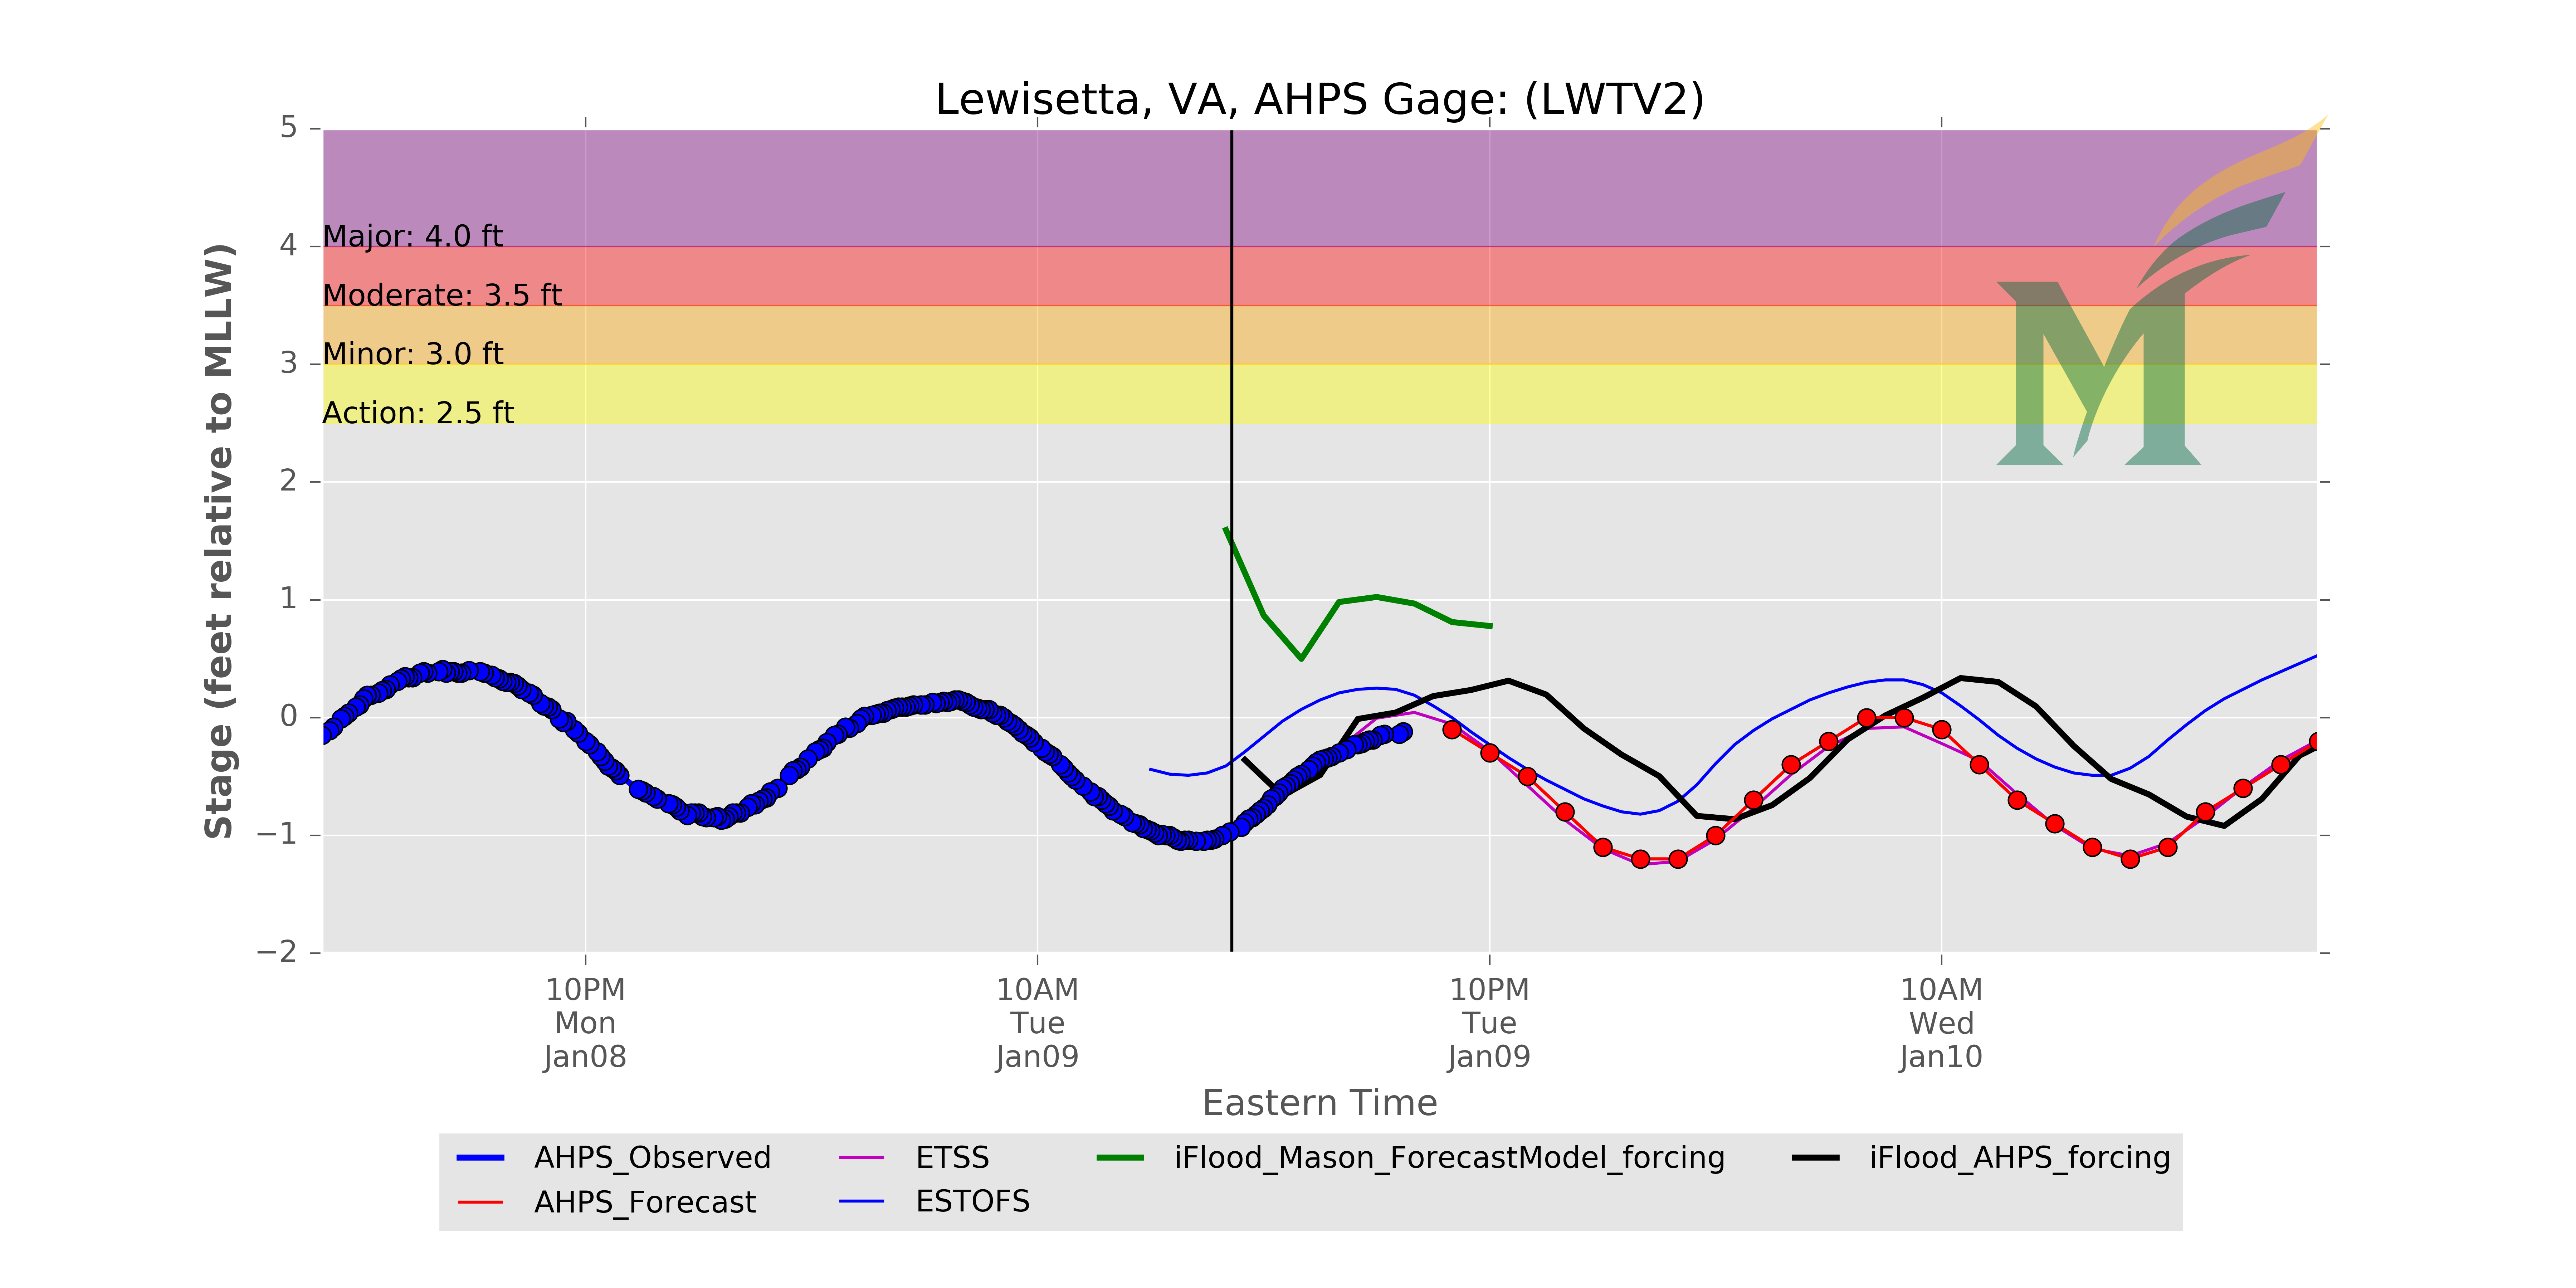 Lewisetta, VA, AHPS Gage: (LWTV2)
Stage (feet relative to MLLW)
5
4
3
2
1
0
−1
−2
Major: 4.0 ft
Moderate: 3.5 ft
Minor: 3.0 ft
Action: 2.5 ft
M
10PM
Mon
Jan08
10AM
Tue
Jan09
10PM
Tue
Jan09
10AM
Wed
Jan10
Eastern Time
AHPS_Observed
AHPS_Forecast
ETSS
ESTOFS
iFlood_Mason_ForecastModel_forcing
iFlood_AHPS_forcing